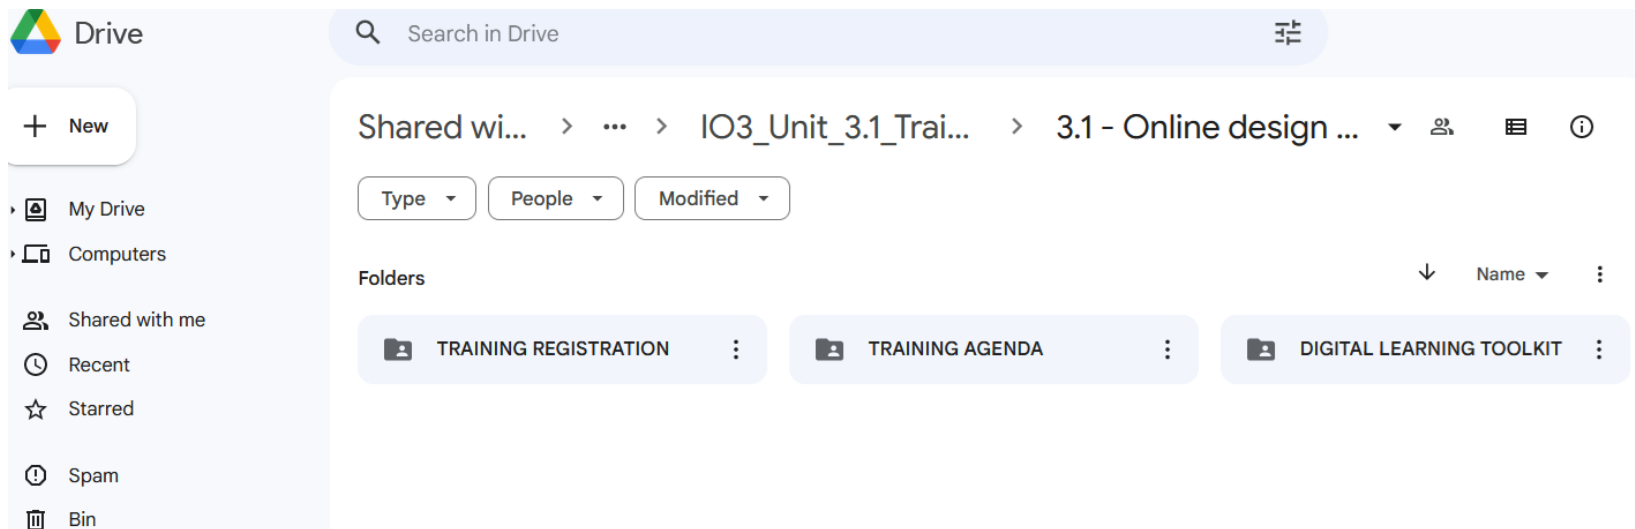 Drive
Search in Drive
New
Shared wi... > ... > IO3_Unit_3.1_Trai... > 3.1 - Online design ...
Type People Modified
My Drive
Computers
Folders
Name
Shared with me
TRAINING REGISTRATION TRAINING AGENDA DIGITAL LEARNING TOOLKIT
Recent
Starred
Spam
Bin